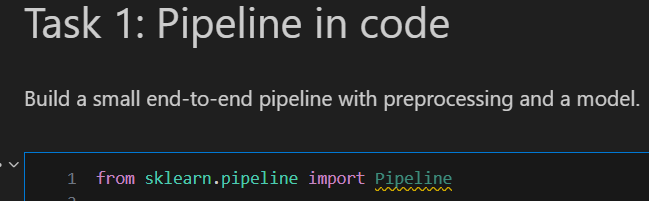 Task 1: Pipeline in code
Build a small end-to-end pipeline with preprocessing and a model.
1 from sklearn.pipeline import Pipeline